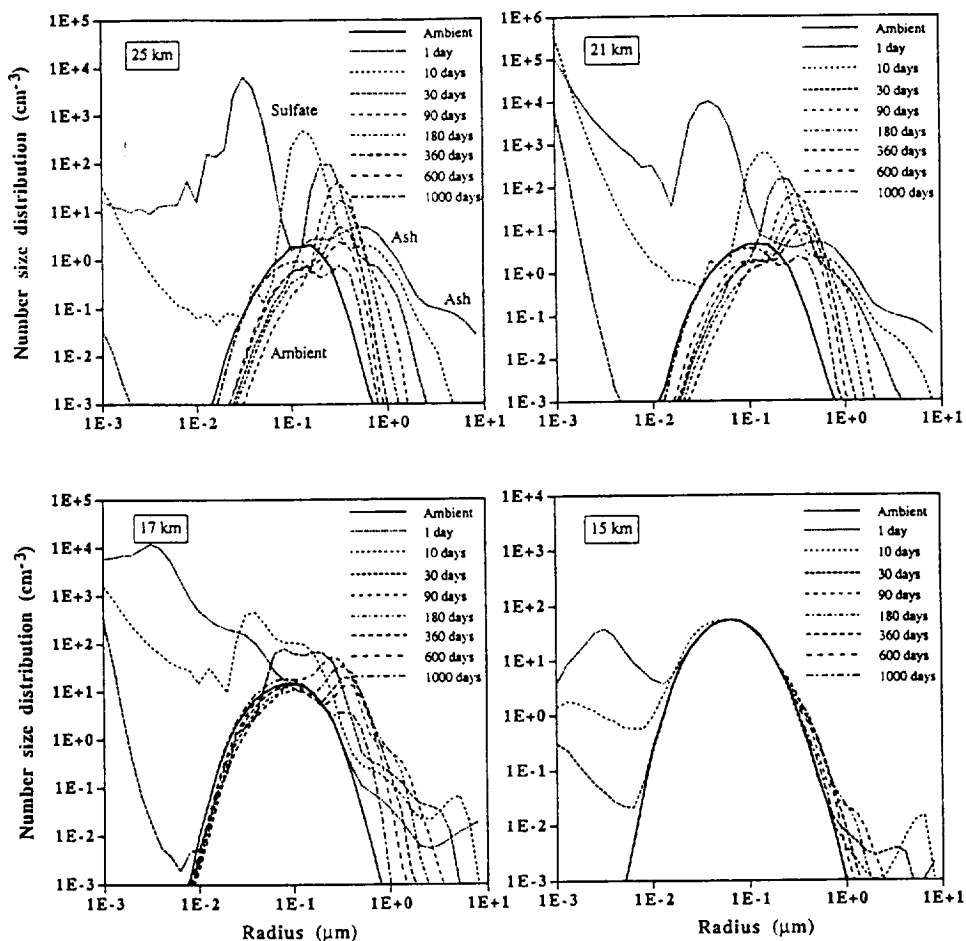 Number size distribution (cm-3)
1E+5
1E+4
1E+3
1E+2
1E+1
1E+0
1E-1
1E-2
1E-3
1E-3
1E-2
1E-1
1E+0
1E+1
25 km
Sulfate
Ash
Ash
Ambient
Ambient
1 day
10 days
30 days
90 days
180 days
360 days
600 days
1000 days
Number size distribution (cm-3)
1E+6
1E+5
1E+4
1E+3
1E+2
1E+1
1E+0
1E-1
1E-2
1E-3
1E-3
1E-2
1E-1
1E+0
1E+1
21 km
Ambient
1 day
10 days
30 days
90 days
180 days
360 days
600 days
1000 days
Number size distribution (cm-3)
1E+5
1E+4
1E+3
1E+2
1E+1
1E+0
1E-1
1E-2
1E-3
1E-3
1E-2
1E-1
1E+0
1E+1
Radius (μm)
17 km
Ambient
1 day
10 days
30 days
90 days
180 days
360 days
600 days
1000 days
Number size distribution (cm-3)
1E+4
1E+3
1E+2
1E+1
1E+0
1E-1
1E-2
1E-3
1E-3
1E-2
1E-1
1E+0
1E+1
Radius (μm)
15 km
Ambient
1 day
10 days
30 days
90 days
180 days
360 days
600 days
1000 days